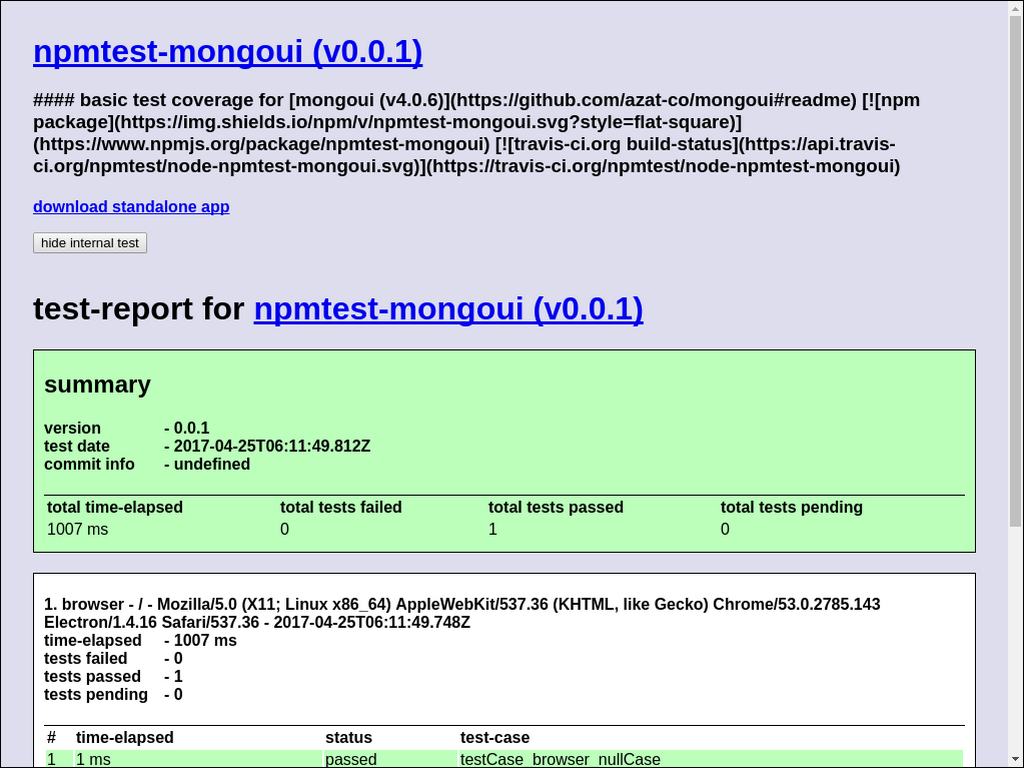 npmtest-mongoui (v0.0.1)
#### basic test coverage for [mongoui (v4.0.6)](https://github.com/azat-co/mongoui#readme) [![npm
package](https://img.shields.io/npm/v/npmtest-mongoui.svg?style=flat-square)]
(https://www.npmjs.org/package/npmtest-mongoui) [![travis-ci.org build-status](https://api.travis-
ci.org/npmtest/node-npmtest-mongoui.svg)](https://travis-ci.org/npmtest/node-npmtest-mongoui)
download standalone app
hide internal test
test-report for npmtest-mongoui (v0.0.1)
summary
version - 0.0.1
test date - 2017-04-25T06:11:49.812Z
commit info - undefined
total time-elapsed total tests failed total tests passed total tests pending
1007 ms 0 1 0
1. browser - / - Mozilla/5.0 (X11; Linux x86_64) AppleWebKit/537.36 (KHTML, like Gecko) Chrome/53.0.2785.143
Electron/1.4.16 Safari/537.36 - 2017-04-25T06:11:49.748Z
time-elapsed - 1007 ms
tests failed - 0
tests passed - 1
tests pending - 0
# time-elapsed status test-case
1 1 ms passed testCase_browser_nullCase